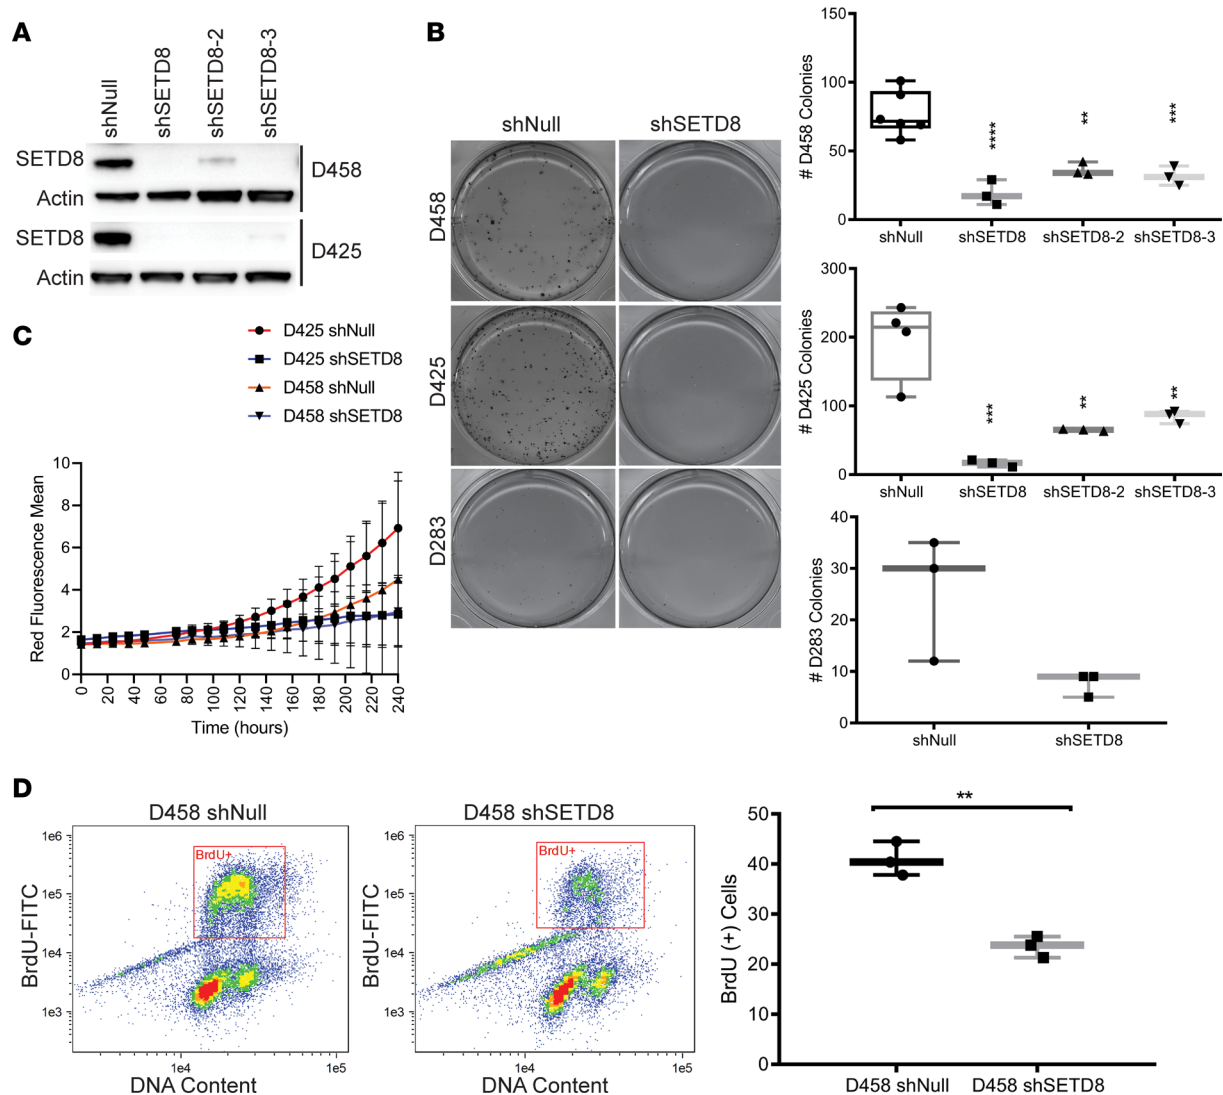 A
shNull
shSETD8
shSETD8-2
shSETD8-3
SETD8
Actin
D458
SETD8
Actin
D425
B
shNull
shSETD8
D458
D425
D283
# D458 Colonies
150
100
50
0
****
**
***
shNull
shSETD8
shSETD8-2
shSETD8-3
# D425 Colonies
300
200
100
0
***
**
**
shNull
shSETD8
shSETD8-2
shSETD8-3
# D283 Colonies
40
30
20
10
0
shNull
shSETD8
C
D425 shNull
D425 shSETD8
D458 shNull
D458 shSETD8
Red Fluorescence Mean
10
8
6
4
2
0
0
20
40
60
80
100
120
140
160
180
200
220
240
Time (hours)
D
D458 shNull
BrdU+
BrdU-FITC
1e6
1e5
1e4
1e3
1e4
1e5
DNA Content
D458 shSETD8
BrdU+
BrdU-FITC
1e6
1e5
1e4
1e3
1e4
1e5
DNA Content
**
BrdU (+) Cells
50
40
30
20
10
0
D458 shNull
D458 shSETD8